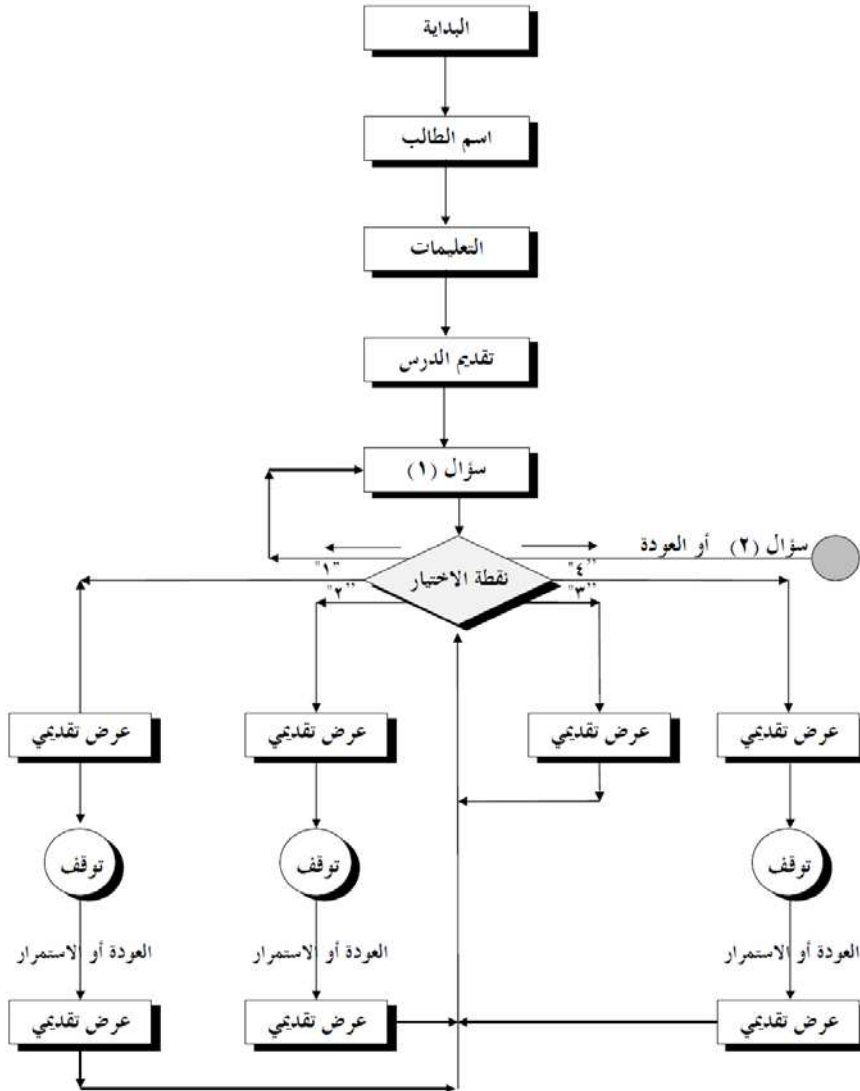 البداية
اسم الطالب
التعليمات
تقديم الدرس
سؤال (١)
سؤال (٢) أو العودة
نقطة الاختيار
"١"
"٤"
"٢"
"٣"
عرض تقديمي
عرض تقديمي
عرض تقديمي
عرض تقديمي
توقف
توقف
توقف
العودة أو الاستمرار
العودة أو الاستمرار
العودة أو الاستمرار
عرض تقديمي
عرض تقديمي
عرض تقديمي